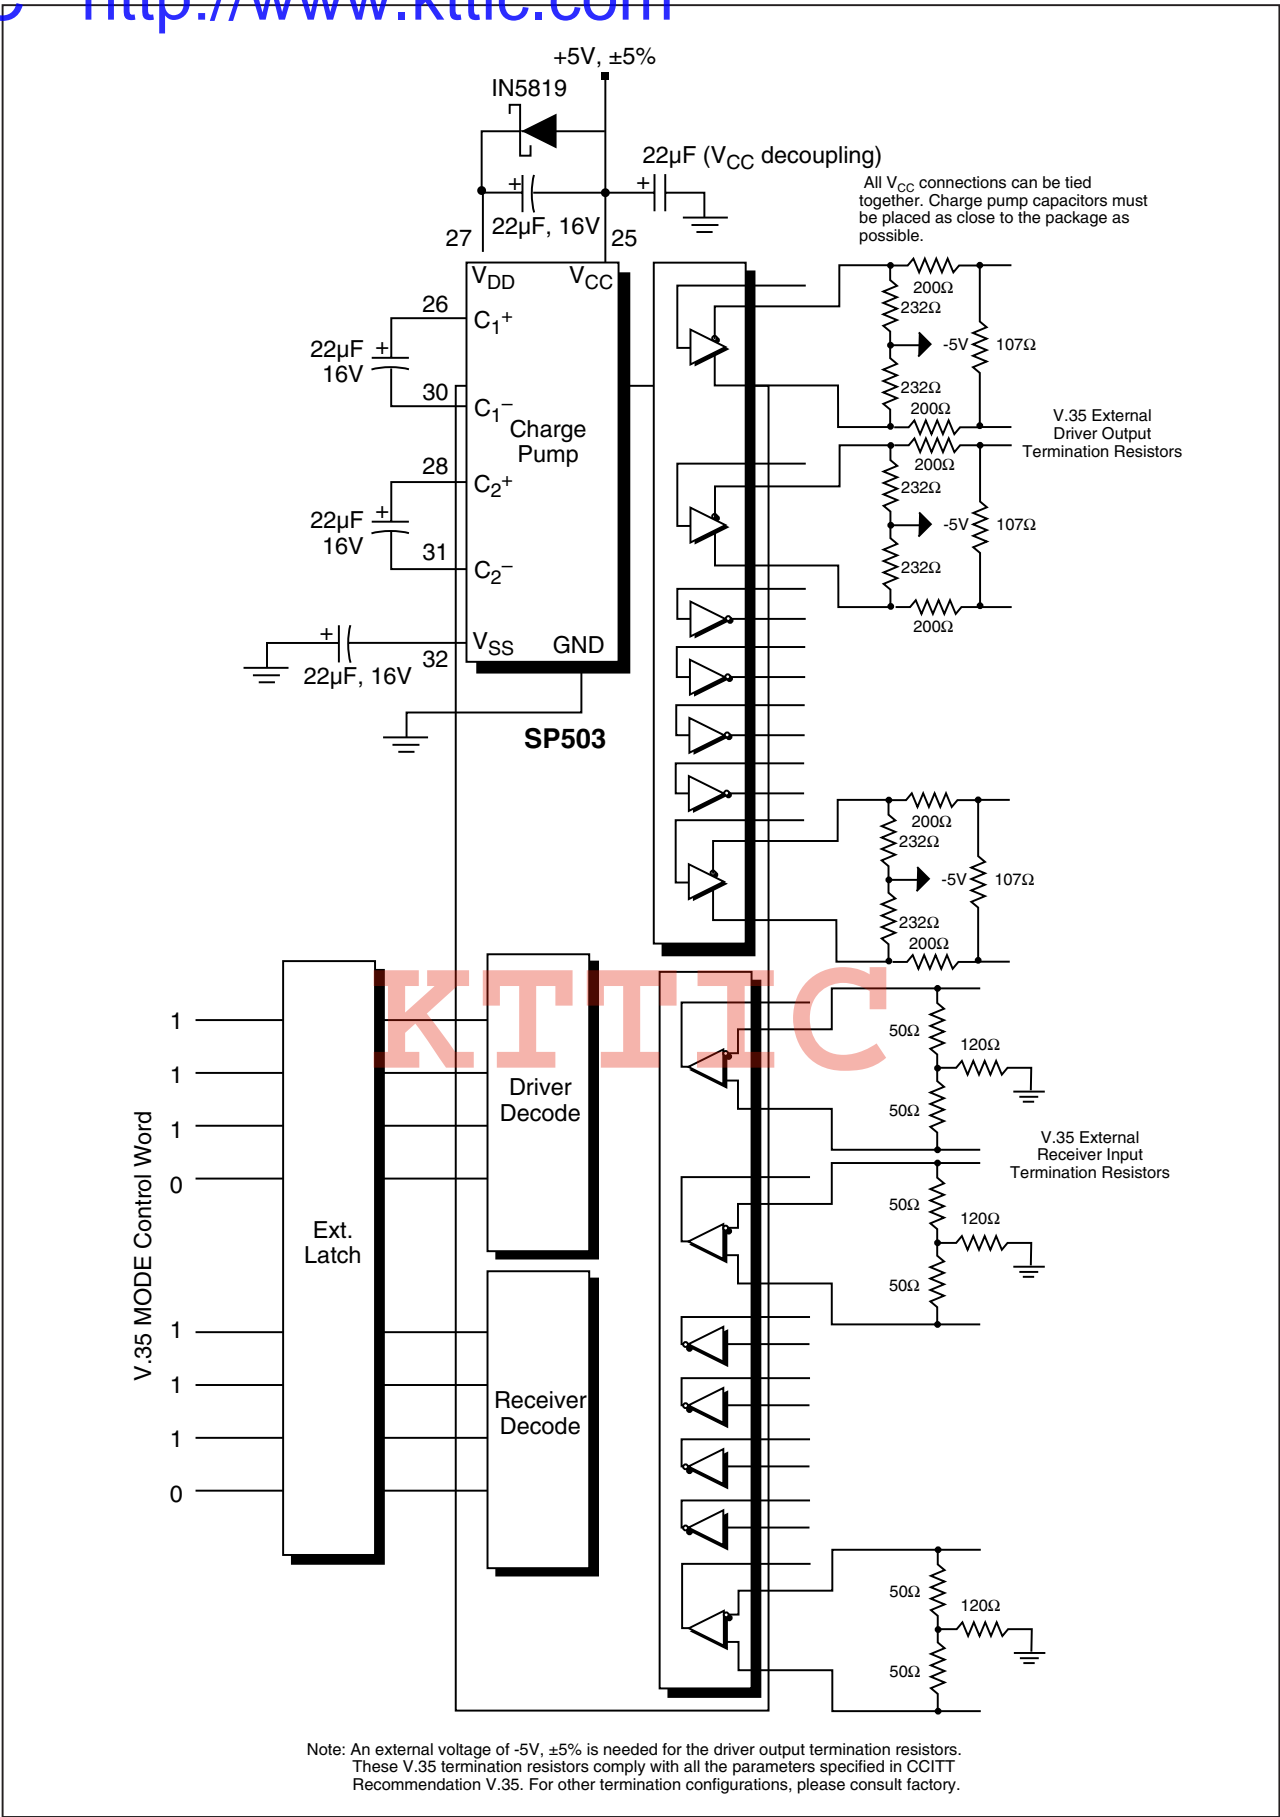 http://www.kttic.com
+5V, ±5%
IN5819
22µF (VCC decoupling)
All VCC connections can be tied
together. Charge pump capacitors must
be placed as close to the package as
possible.
+
+
22µF, 16V
27
25
VDD
VCC
26
C1+
+
22µF
16V
30
C1–
Charge
Pump
28
C2+
+
22µF
16V
31
C2–
+
VSS
GND
32
22µF, 16V
SP503
200Ω
232Ω
-5V
107Ω
232Ω
200Ω
V.35 External
Driver Output
Termination Resistors
200Ω
232Ω
-5V
107Ω
232Ω
200Ω
200Ω
232Ω
-5V
107Ω
232Ω
200Ω
KTTIC
V.35 MODE Control Word
1
1
1
0
1
1
1
0
Ext.
Latch
Driver
Decode
Receiver
Decode
50Ω
120Ω
50Ω
V.35 External
Receiver Input
Termination Resistors
50Ω
120Ω
50Ω
50Ω
120Ω
50Ω
Note: An external voltage of -5V, ±5% is needed for the driver output termination resistors.
These V.35 termination resistors comply with all the parameters specified in CCITT
Recommendation V.35. For other termination configurations, please consult factory.